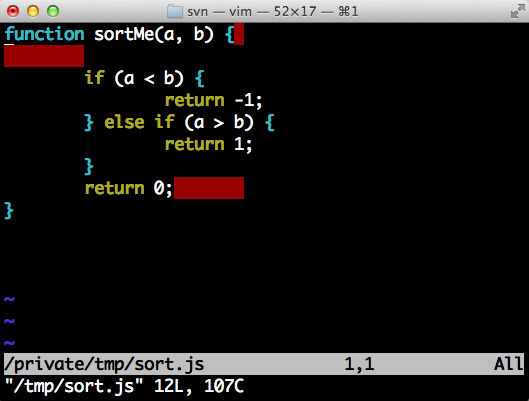 svn — vim — 52×17 — ⌘1
function sortMe(a, b) {
if (a < b) {
return -1;
} else if (a > b) {
return 1;
}
return 0;
}
~
~
~
/private/tmp/sort.js 1,1 All
"/tmp/sort.js" 12L, 107C